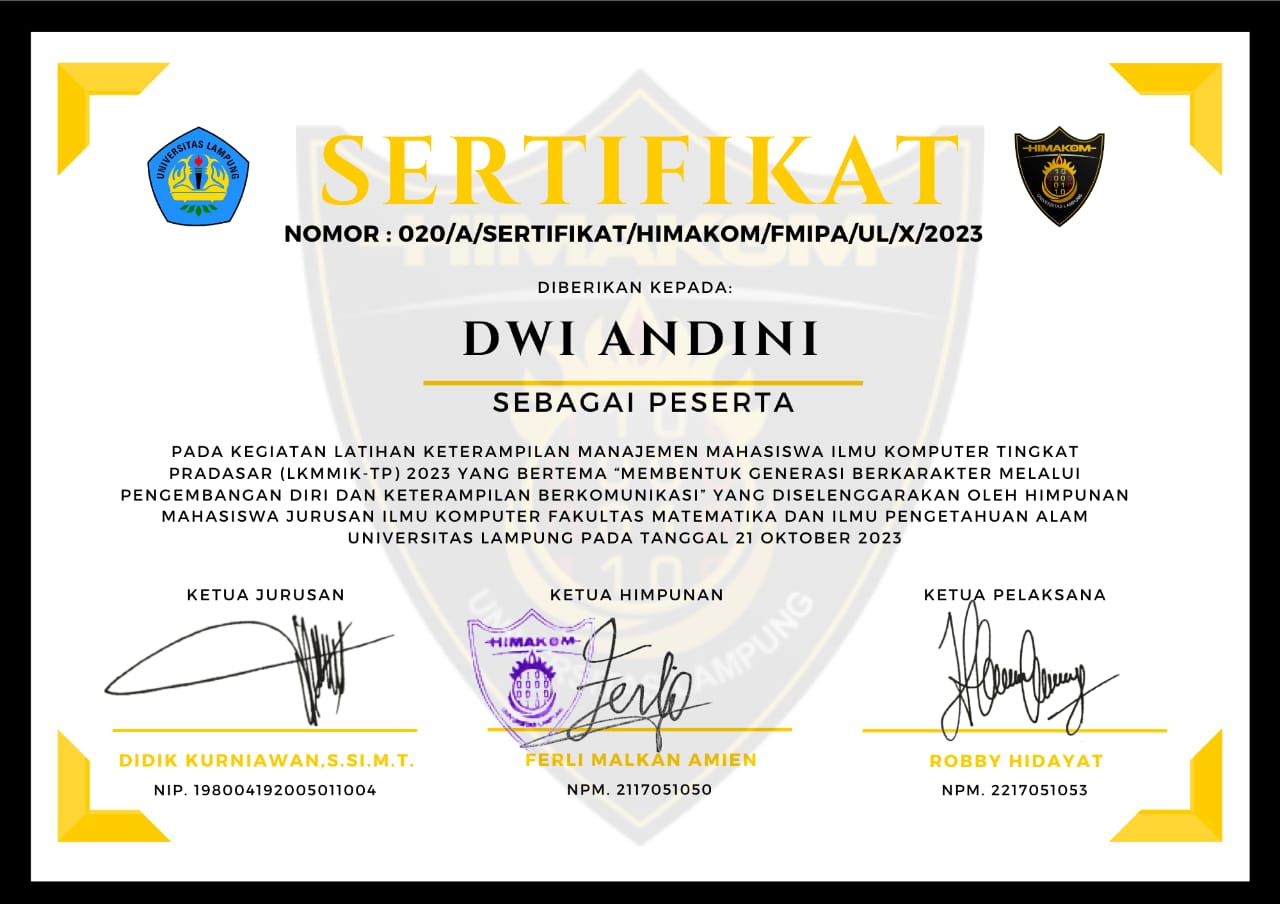 UNIVERSITAS LAMPUNG
SERTIFIKAT
HIMAKOM
UNIVERSITAS LAMPUNG
NOMOR : 020/A/SERTIFIKAT/HIMAKOM/FMIPA/UL/X/2023
HIMAKOM
DIBERIKAN KEPADA:
DWI ANDINI
SEBAGAI PESERTA
PADA KEGIATAN LATIHAN KETERAMPILAN MANAJEMEN MAHASISWA ILMU KOMPUTER TINGKAT
PRADASAR (LKMMIK-TP) 2023 YANG BERTEMA “MEMBENTUK GENERASI BERKARAKTER MELALUI
PENGEMBANGAN DIRI DAN KETERAMPILAN BERKOMUNIKASI” YANG DISELENGGARAKAN OLEH HIMPUNAN
MAHASISWA JURUSAN ILMU KOMPUTER FAKULTAS MATEMATIKA DAN ILMU PENGETAHUAN ALAM
UNIVERSITAS LAMPUNG PADA TANGGAL 21 OKTOBER 2023
KETUA JURUSAN
KETUA HIMPUNAN
KETUA PELAKSANA
HIMAKOM
Ferli
DIDIK KURNIAWAN,S.SI.M.T.
FERLI MALKAN AMIEN
ROBBY HIDAYAT
NIP. 198004192005011004
NPM. 2117051050
NPM. 2217051053